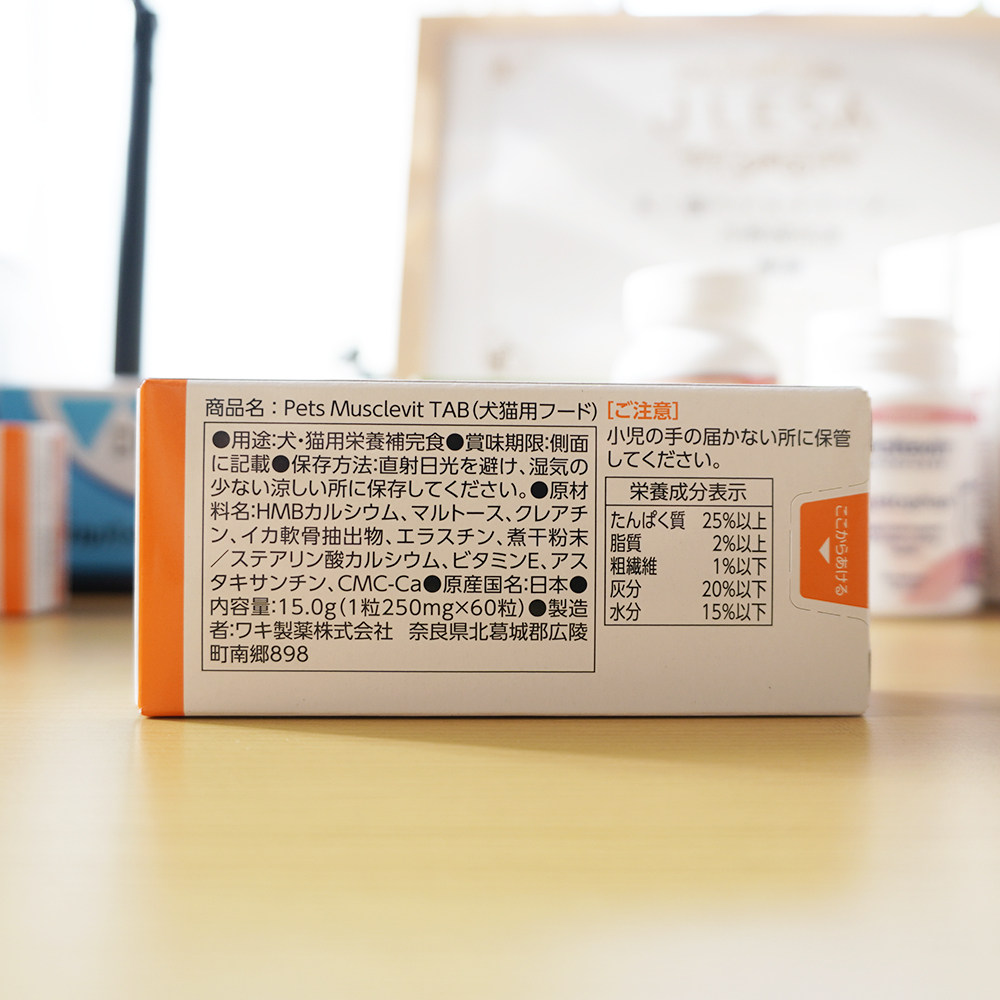 商品名：Pets Musclevit TAB（犬猫用フード）
●用途:犬・猫用栄養補完食●賞味期限:側面
に記載●保存方法:直射日光を避け、湿気の
少ない涼しい所に保存してください。●原材
料名:HMBカルシウム、マルトース、クレアチ
ン、イカ軟骨抽出物、エラスチン、煮干粉末
／ステアリン酸カルシウム、ビタミンE、アス
タキサンチン、CMC-Ca●原産国名:日本●
内容量:15.0g(1粒250mg×60粒)●製造
者:ワキ製薬株式会社　奈良県北葛城郡広陵
町南郷898
［ご注意］
小児の手の届かない所に保管
してください。
栄養成分表示
たんぱく質 25%以上
脂質 2%以上
粗繊維 1%以下
灰分 20%以下
水分 15%以下
ここからあける